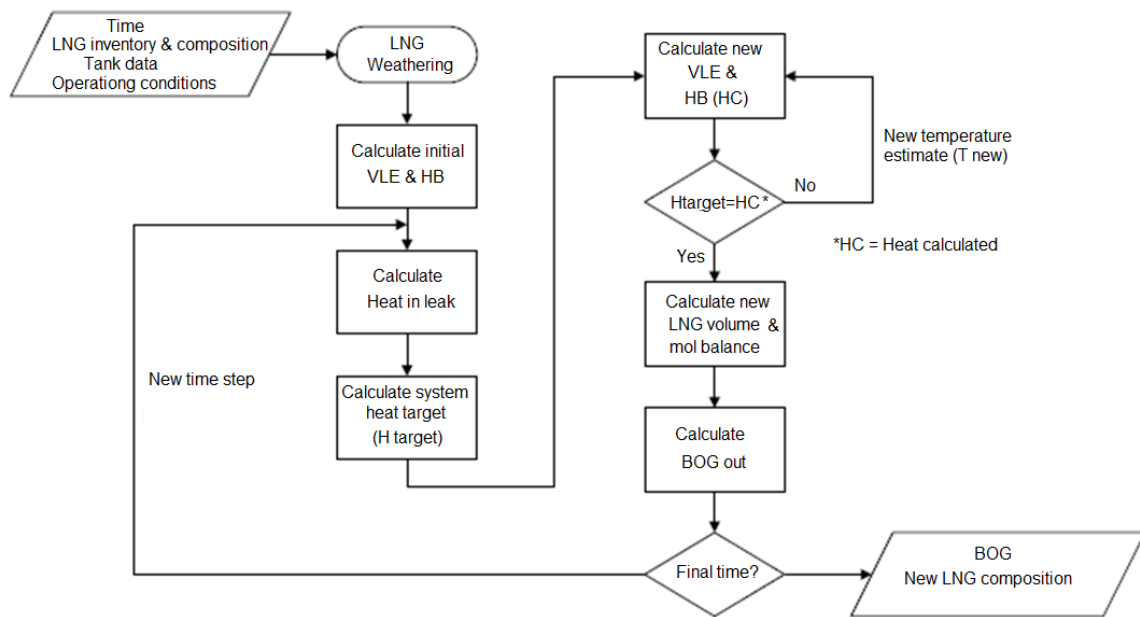 Time
LNG inventory & composition
Tank data
Operationg conditions
LNG
Weathering
Calculate initial
VLE & HB
Calculate
Heat in leak
Calculate system
heat target
(H target)
New time step
Calculate new
VLE &
HB (HC)
New temperature
estimate (T new)
Htarget=HC*
No
Yes
*HC = Heat calculated
Calculate new
LNG volume &
mol balance
Calculate
BOG out
Final time?
BOG
New LNG composition